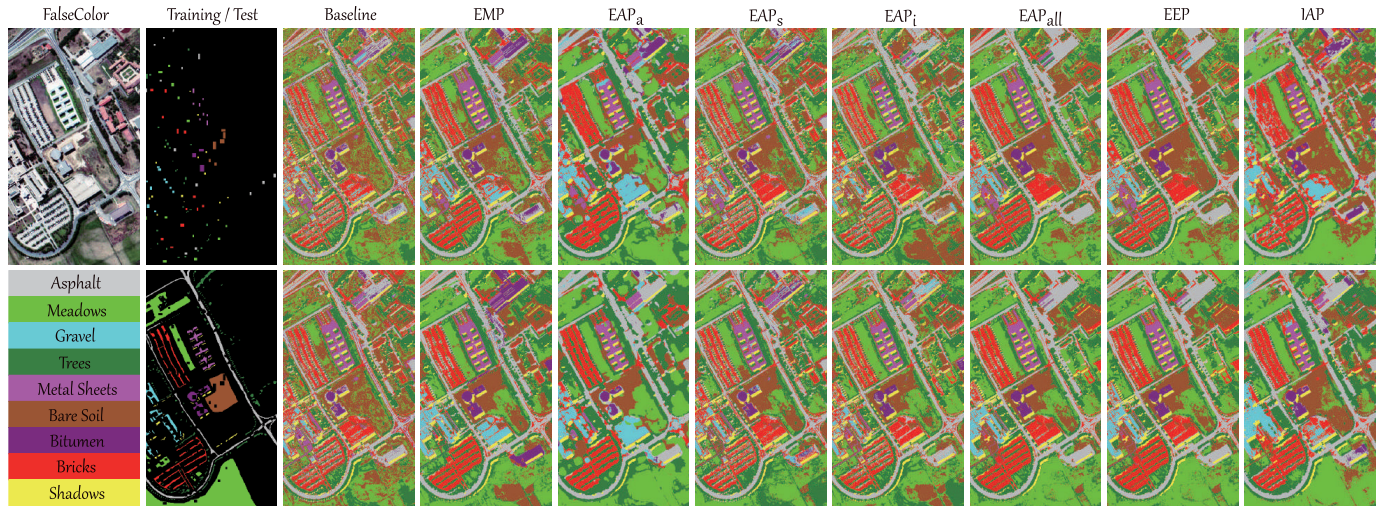 FalseColor Training / Test Baseline EMP EAPa EAPs EAPi EAPall EEP IAP
Asphalt
Meadows
Gravel
Trees
Metal Sheets
Bare Soil
Bitumen
Bricks
Shadows